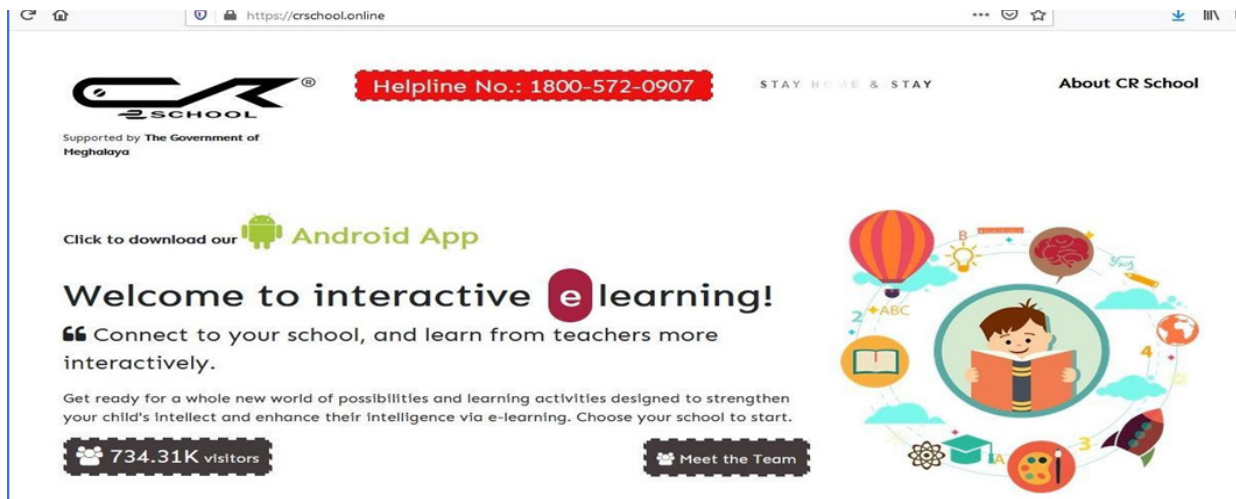 https://crschool.online
CR®
e SCHOOL
Supported by The Government of
Meghalaya
Helpline No.: 1800-572-0907
STAY HOME & STAY
About CR School
Click to download our Android App
Welcome to interactive e learning!
Connect to your school, and learn from teachers more
interactively.
Get ready for a whole new world of possibilities and learning activities designed to strengthen
your child's intellect and enhance their intelligence via e-learning. Choose your school to start.
734.31K visitors
Meet the Team
B
2
ABC
4
3
A